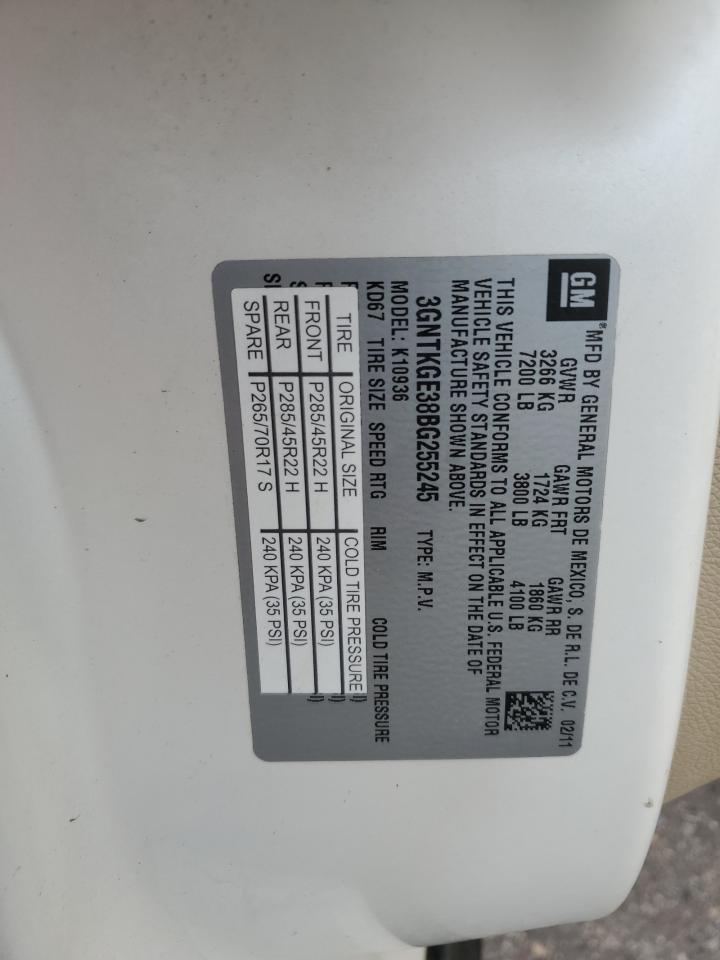 GM
®
MFD BY GENERAL MOTORS DE MEXICO, S. DE R.L. DE C.V. 02/11
GVWR GAWR FRT GAWR RR
3266 KG 1724 KG 1860 KG
7200 LB 3800 LB 4100 LB
THIS VEHICLE CONFORMS TO ALL APPLICABLE U.S. FEDERAL MOTOR
VEHICLE SAFETY STANDARDS IN EFFECT ON THE DATE OF
MANUFACTURE SHOWN ABOVE.
3GNTKGE38BG255245 TYPE: M.P.V.
MODEL: K10936
KD67 TIRE SIZE SPEED RTG RIM COLD TIRE PRESSURE
TIRE ORIGINAL SIZE COLD TIRE PRESSURE
FRONT P285/45R22 H 240 KPA (35 PSI)
REAR P285/45R22 H 240 KPA (35 PSI)
SPARE P265/70R17 S 240 KPA (35 PSI)